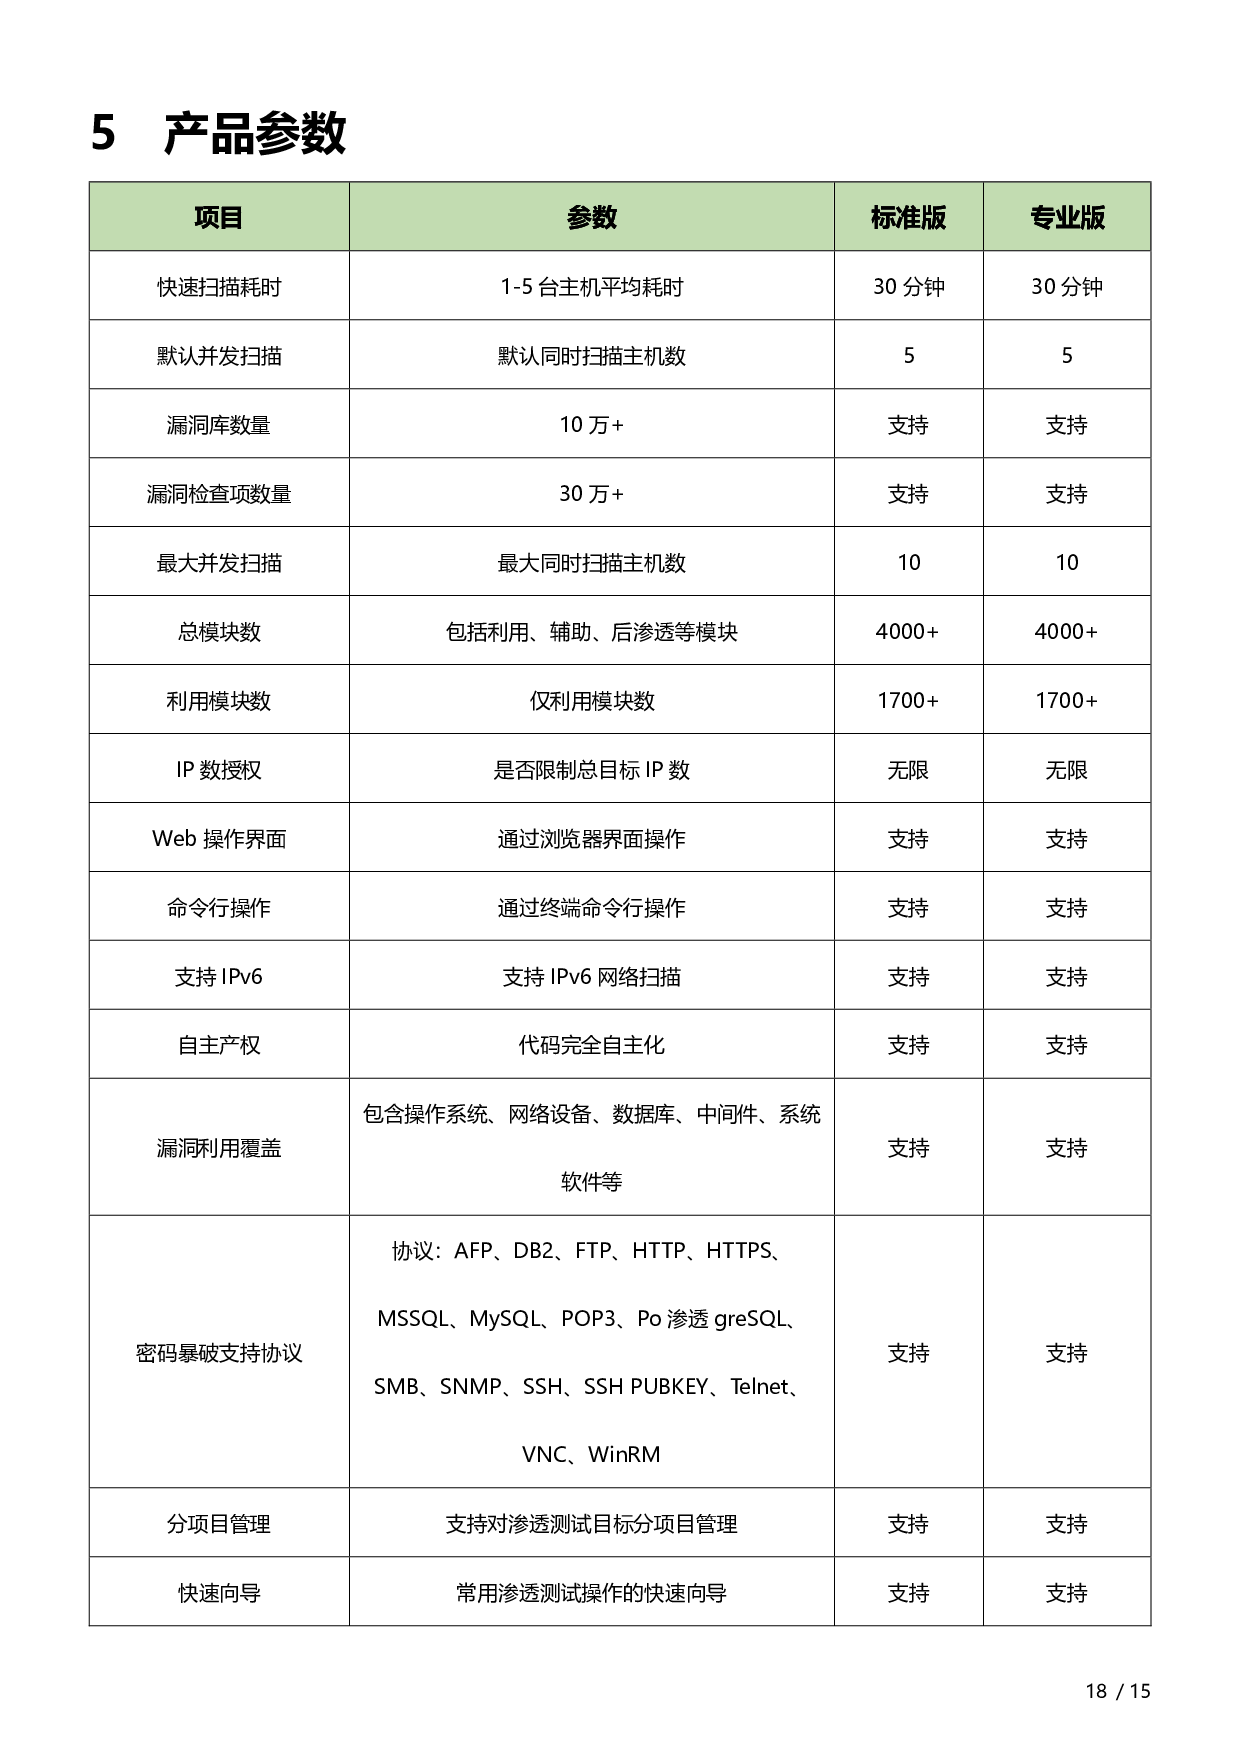 5 产品参数
项目 参数 标准版 专业版
快速扫描耗时 1-5 台主机平均耗时 30 分钟 30 分钟
默认并发扫描 默认同时扫描主机数 5 5
漏洞库数量 10 万+ 支持 支持
漏洞检查项数量 30 万+ 支持 支持
最大并发扫描 最大同时扫描主机数 10 10
总模块数 包括利用、辅助、后渗透等模块 4000+ 4000+
利用模块数 仅利用模块数 1700+ 1700+
IP 数授权 是否限制总目标 IP 数 无限 无限
Web 操作界面 通过浏览器界面操作 支持 支持
命令行操作 通过终端命令行操作 支持 支持
支持 IPv6 支持 IPv6 网络扫描 支持 支持
自主产权 代码完全自主化 支持 支持
包含操作系统、网络设备、数据库、中间件、系统
漏洞利用覆盖 支持 支持
软件等
协议：AFP、DB2、FTP、HTTP、HTTPS、
MSSQL、MySQL、POP3、Po 渗透 greSQL、
密码暴破支持协议 支持 支持
SMB、SNMP、SSH、SSH PUBKEY、Telnet、
VNC、WinRM
分项目管理 支持对渗透测试目标分项目管理 支持 支持
快速向导 常用渗透测试操作的快速向导 支持 支持
18 / 15